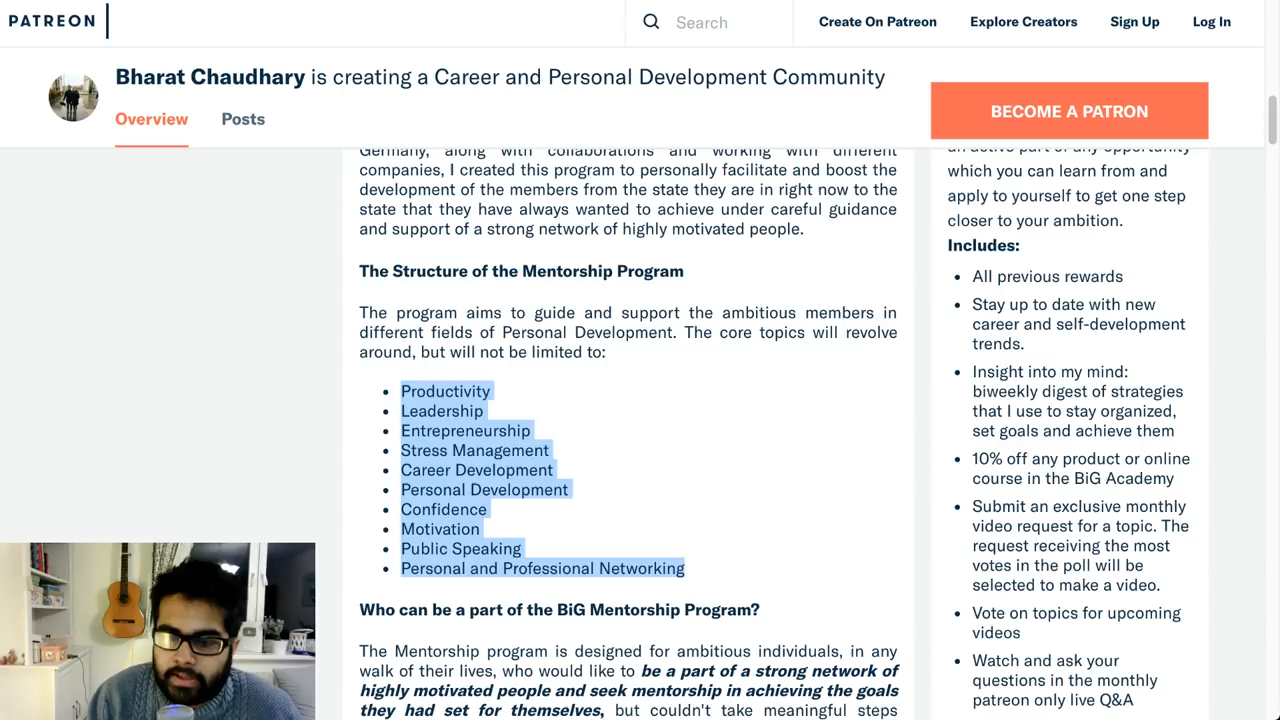 PATREON
Search
Create On Patreon
Explore Creators
Sign Up
Log In
Bharat Chaudhary is creating a Career and Personal Development Community
BECOME A PATRON
Overview
Posts
Germany, along with collaborations and working with different
companies, I created this program to personally facilitate and boost the
development of the members from the state they are in right now to the
state that they have always wanted to achieve under careful guidance
and support of a strong network of highly motivated people.
The Structure of the Mentorship Program
The program aims to guide and support the ambitious members in
different fields of Personal Development. The core topics will revolve
around, but will not be limited to:
• Productivity
• Leadership
• Entrepreneurship
• Stress Management
• Career Development
• Personal Development
• Confidence
• Motivation
• Public Speaking
• Personal and Professional Networking
Who can be a part of the BiG Mentorship Program?
The Mentorship program is designed for ambitious individuals, in any
walk of their lives, who would like to be a part of a strong network of
highly motivated people and seek mentorship in achieving the goals
they had set for themselves, but couldn't take meaningful steps
an active part of any opportunity
which you can learn from and
apply to yourself to get one step
closer to your ambition.
Includes:
• All previous rewards
• Stay up to date with new
career and self-development
trends.
• Insight into my mind:
biweekly digest of strategies
that I use to stay organized,
set goals and achieve them
• 10% off any product or online
course in the BiG Academy
• Submit an exclusive monthly
video request for a topic. The
request receiving the most
votes in the poll will be
selected to make a video.
• Vote on topics for upcoming
videos
• Watch and ask your
questions in the monthly
patreon only live Q&A